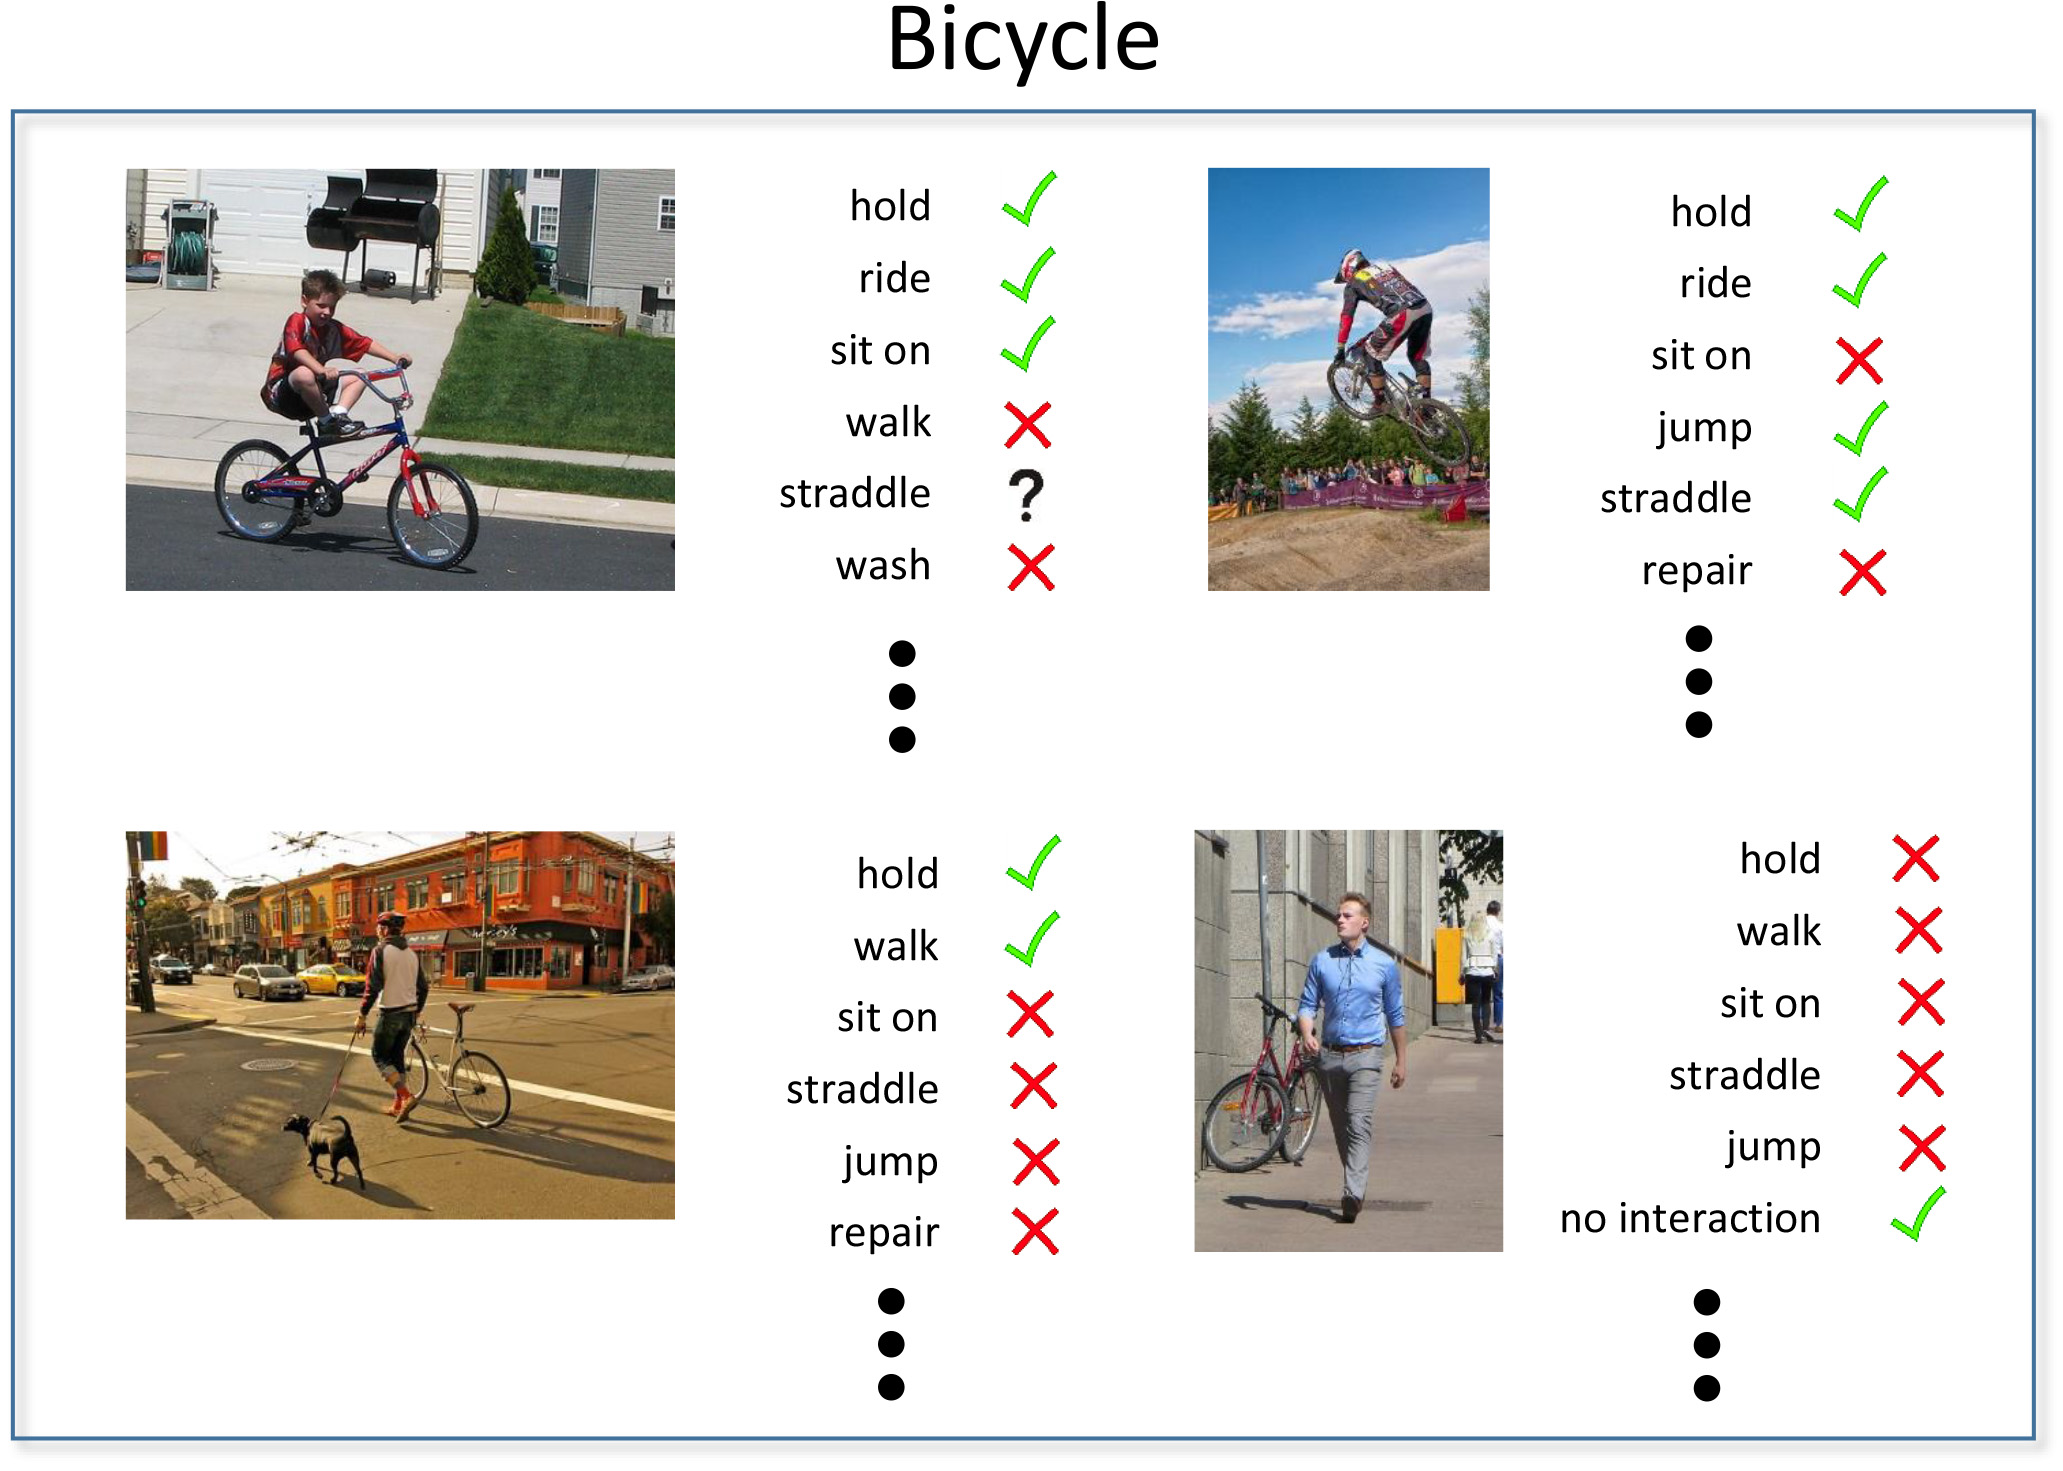 Bicycle
hold
ride
sit on
walk
straddle ?
wash
hold
ride
sit on
jump
straddle
repair
hold
walk
sit on
straddle
jump
repair
hold
walk
sit on
straddle
jump
no interaction